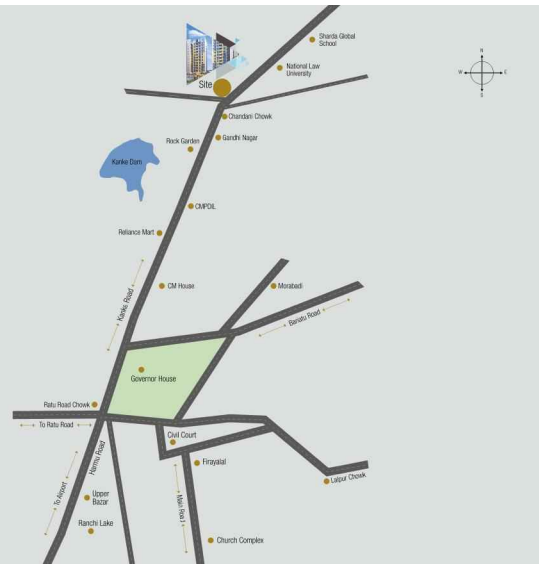 Sharda Global
School
National Law
University
N
W
E
S
Site
Chandani Chowk
Rock Garden
Gandhi Nagar
Kanke Dam
CMPDIL
Reliance Mart
CM House
Morabadi
Kanke Road
Bariatu Road
Governor House
Ratu Road Chowk
To Ratu Road
Harmu Road
Civil Court
Firayalal
To Airport
Lalpur Chowk
Upper
Bazar
Main Road
Ranchi Lake
Church Complex